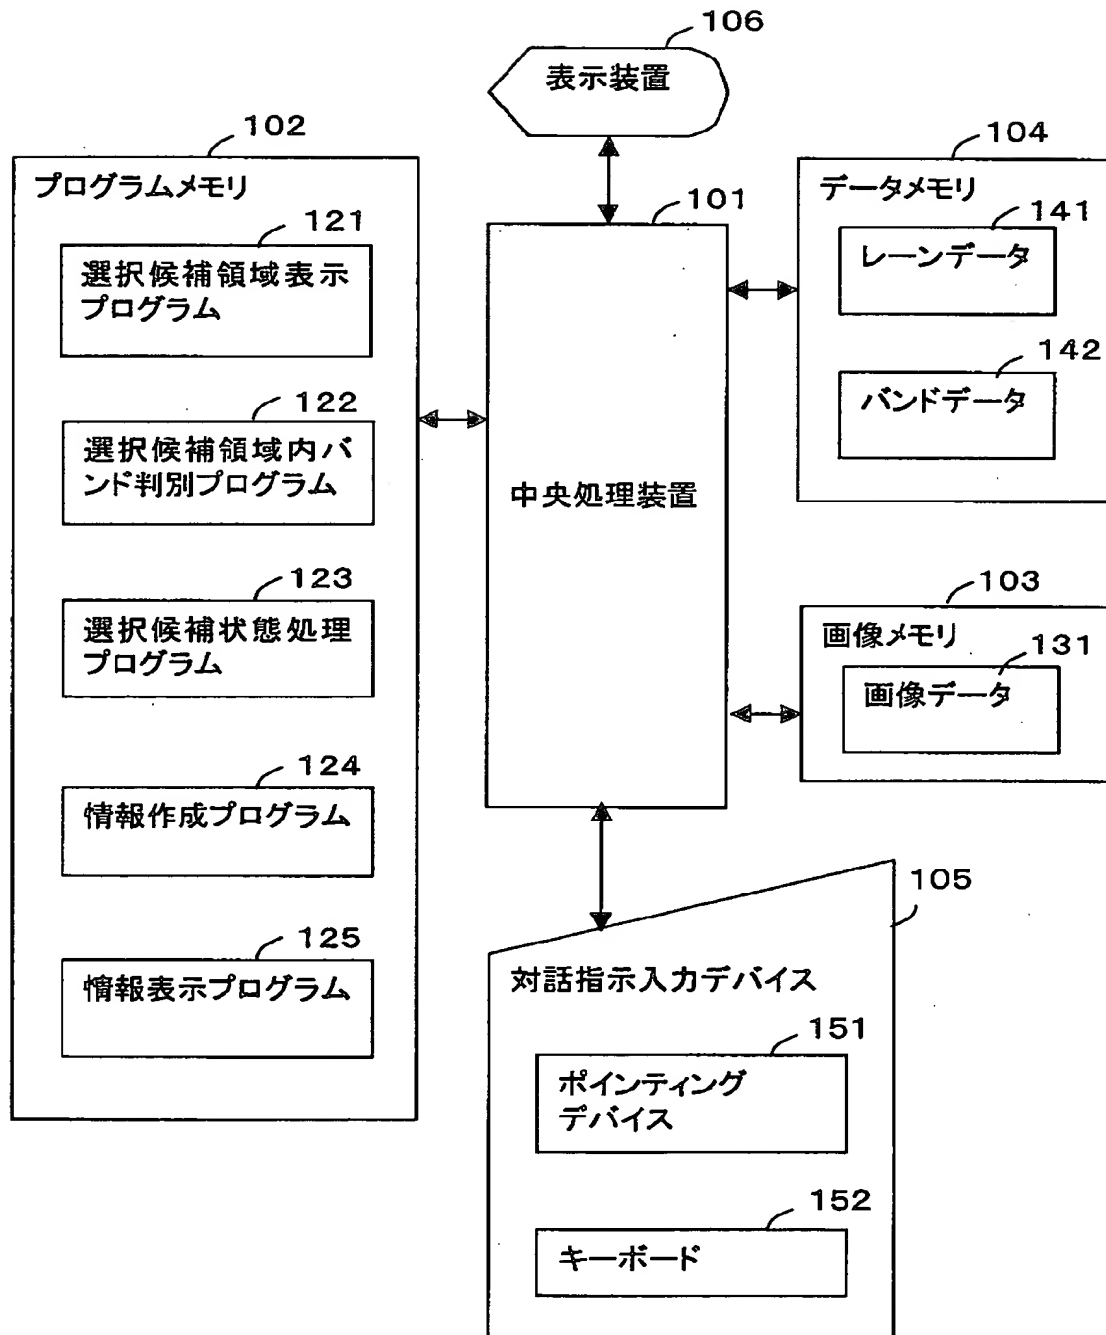 106
表示装置
102
プログラムメモリ
121
選択候補領域表示
プログラム
122
選択候補領域内バ
ンド判別プログラム
123
選択候補状態処理
プログラム
124
情報作成プログラム
125
情報表示プログラム
101
中央処理装置
104
データメモリ
141
レーンデータ
142
バンドデータ
103
画像メモリ
131
画像データ
105
対話指示入力デバイス
151
ポインティング
デバイス
152
キーボード